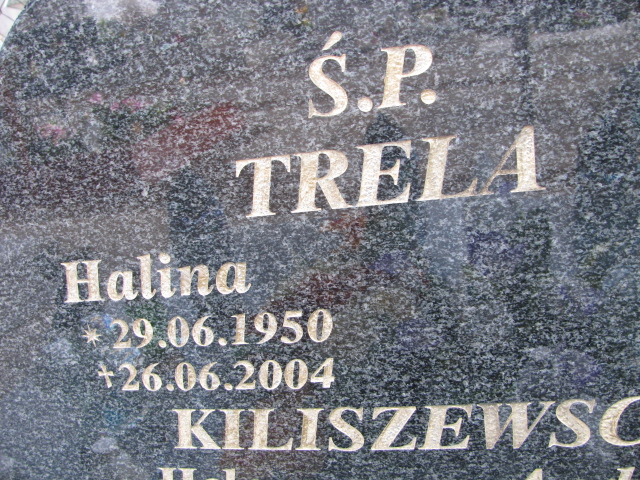 Ś.P.
TRELA
Halina
* 29.06.1950
+26.06.2004
KILISZEWSC